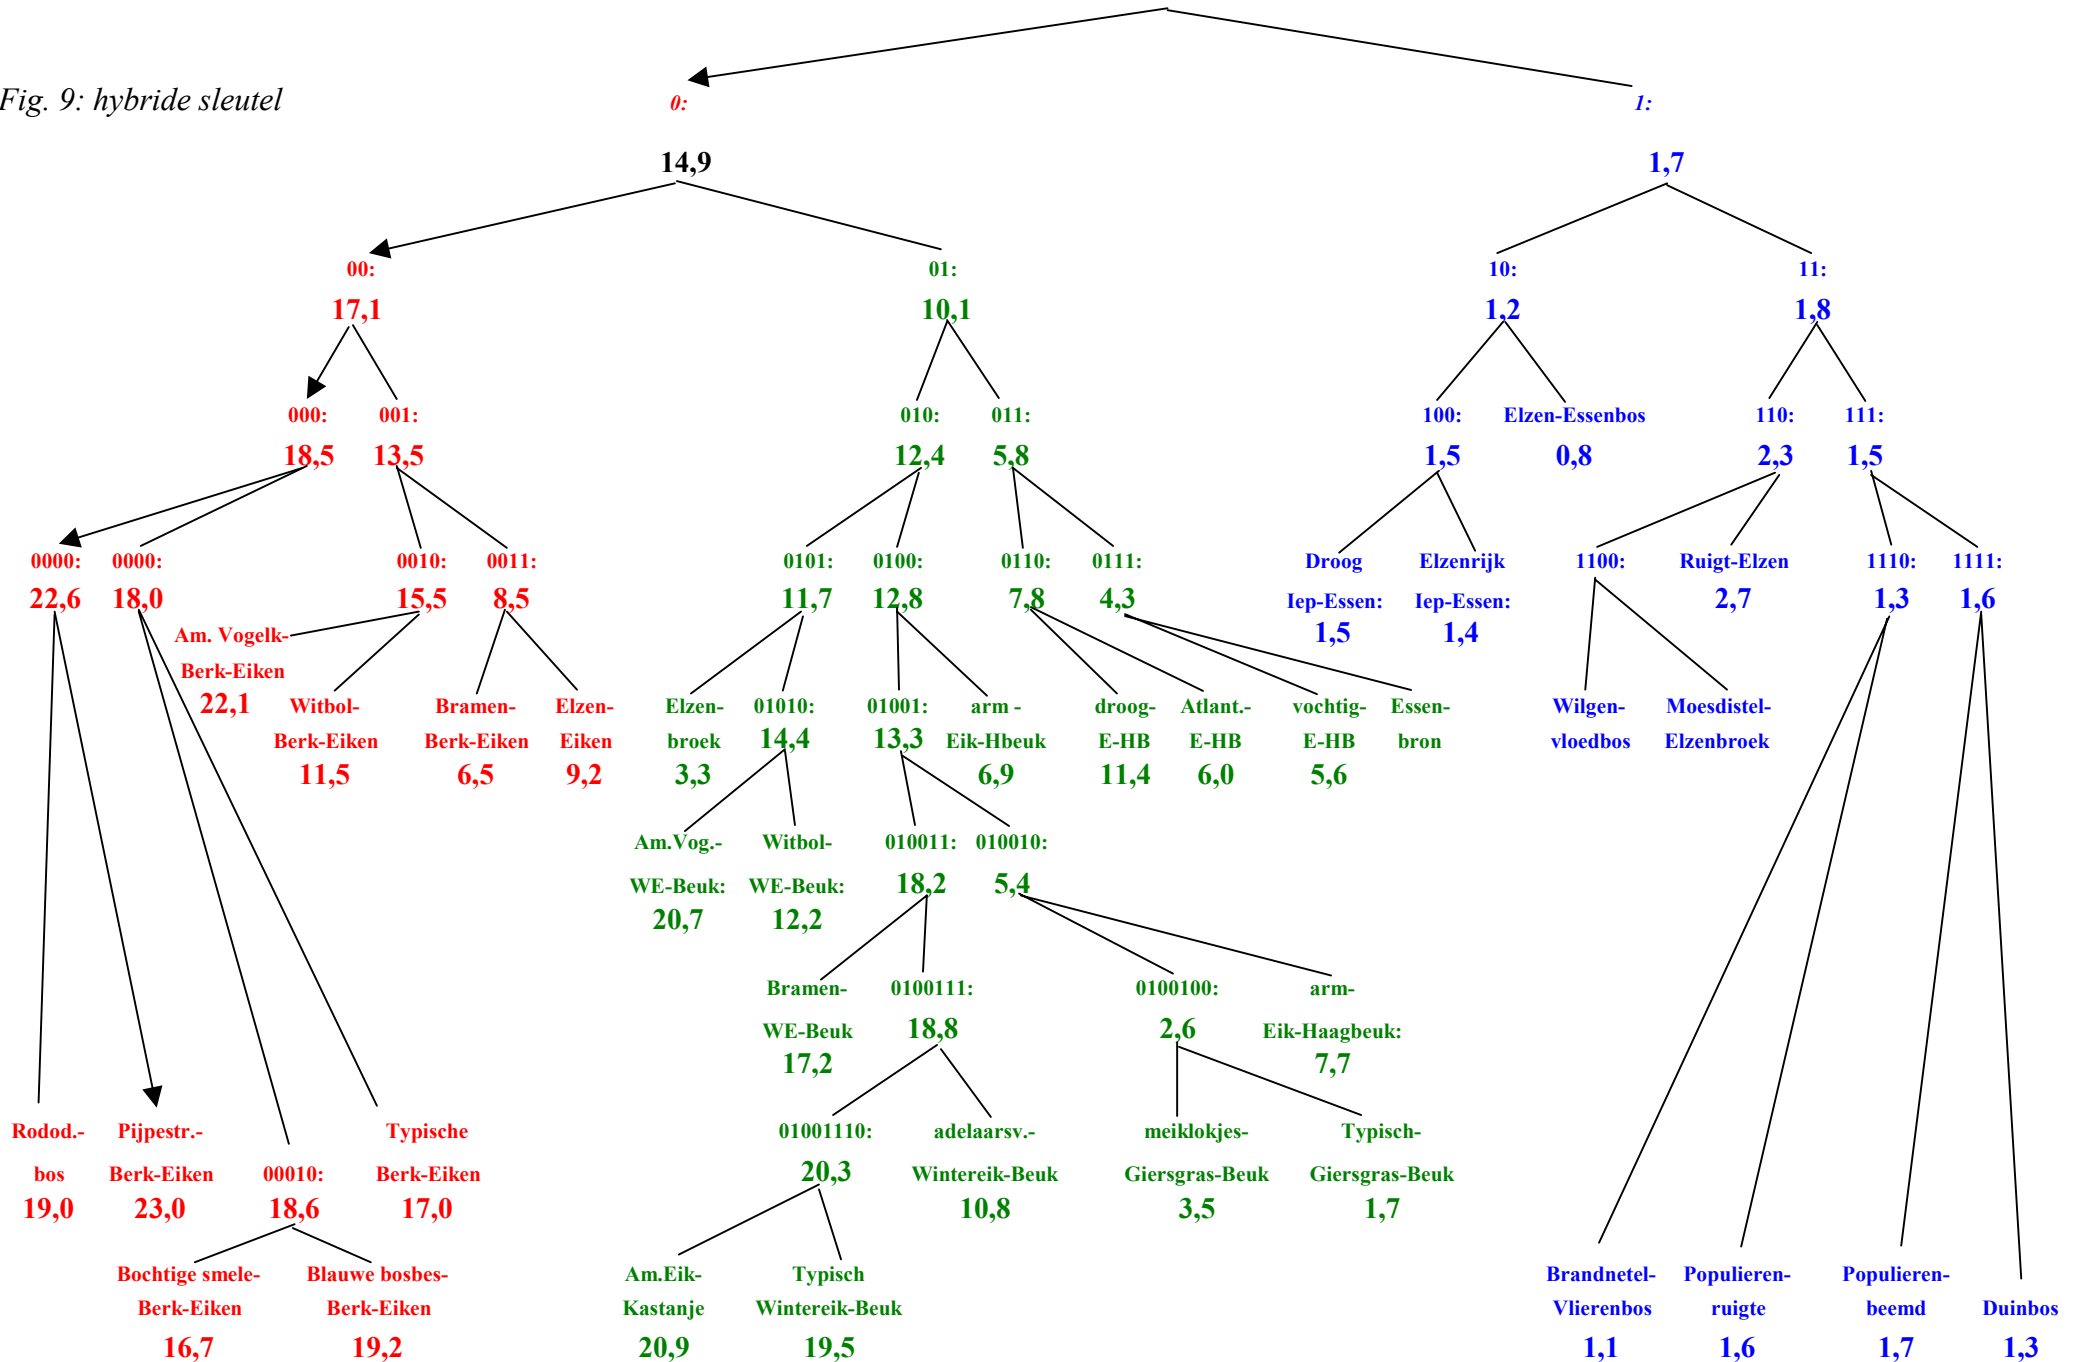 Fig. 9: hybride sleutel
0: 1:
14,9 1,7
00: 01: 10: 11:
17,1 10,1 1,2 1,8
000: 001: 010: 011: 100: Elzen-Essenbos 110: 111:
18,5 13,5 12,4 5,8 1,5 0,8 2,3 1,5
0000: 0000: 0010: 0011: 0101: 0100: 0110: 0111: Droog Elzenrijk 1100: Ruigt-Elzen 1110: 1111:
22,6 18,0 15,5 8,5 11,7 12,8 7,8 4,3 Iep-Essen: Iep-Essen: 2,7 1,3 1,6
Am. Vogelk- 1,5 1,4
Berk-Eiken
22,1 Witbol- Bramen- Elzen- Elzen- 01010: 01001: arm - droog- Atlant.- vochtig- Essen- Wilgen- Moesdistel-
Berk-Eiken Berk-Eiken Eiken broek 14,4 13,3 Eik-Hbeuk E-HB E-HB E-HB bron vloedbos Elzenbroek
11,5 6,5 9,2 3,3 6,9 11,4 6,0 5,6
Am.Vog.- Witbol- 010011: 010010:
WE-Beuk: WE-Beuk: 18,2 5,4
20,7 12,2
Bramen- 0100111: 0100100: arm-
WE-Beuk 18,8 2,6 Eik-Haagbeuk:
17,2 7,7
Rodod.- Pijpestr.- Typische 01001110: adelaarsv.- meiklokjes- Typisch-
bos Berk-Eiken 00010: Berk-Eiken 20,3 Wintereik-Beuk Giersgras-Beuk Giersgras-Beuk
19,0 23,0 18,6 17,0 10,8 3,5 1,7
Bochtige smele- Blauwe bosbes- Am.Eik- Typisch Brandnetel- Populieren- Populieren-
Berk-Eiken Berk-Eiken Kastanje Wintereik-Beuk Vlierenbos ruigte beemd Duinbos
16,7 19,2 20,9 19,5 1,1 1,6 1,7 1,3